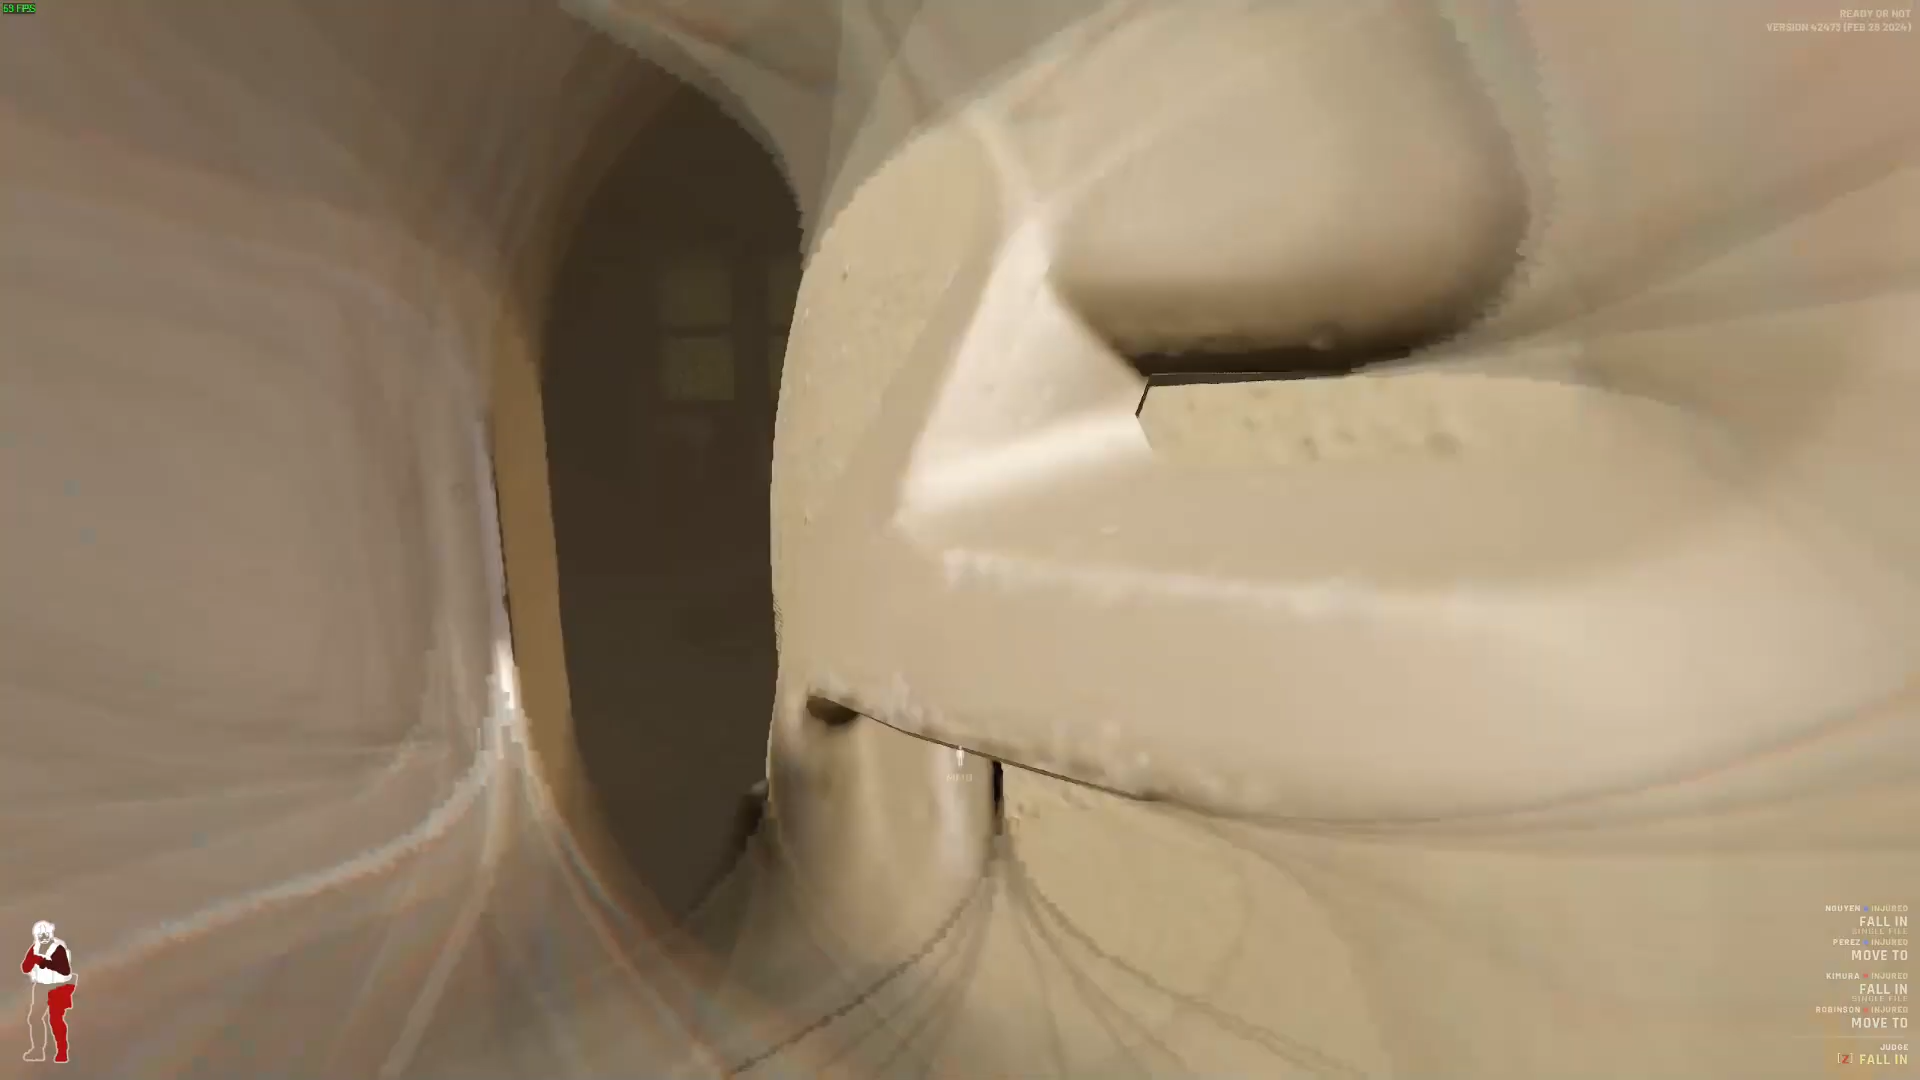 59 FPS
READY OR NOT
VERSION 42473 (FEB 28 2024)
NGUYEN INJURED
FALL IN
SINGLE FILE
PEREZ INJURED
MOVE TO
KIMURA INJURED
FALL IN
SINGLE FILE
ROBINSON INJURED
MOVE TO
JUDGE
[Z] FALL IN